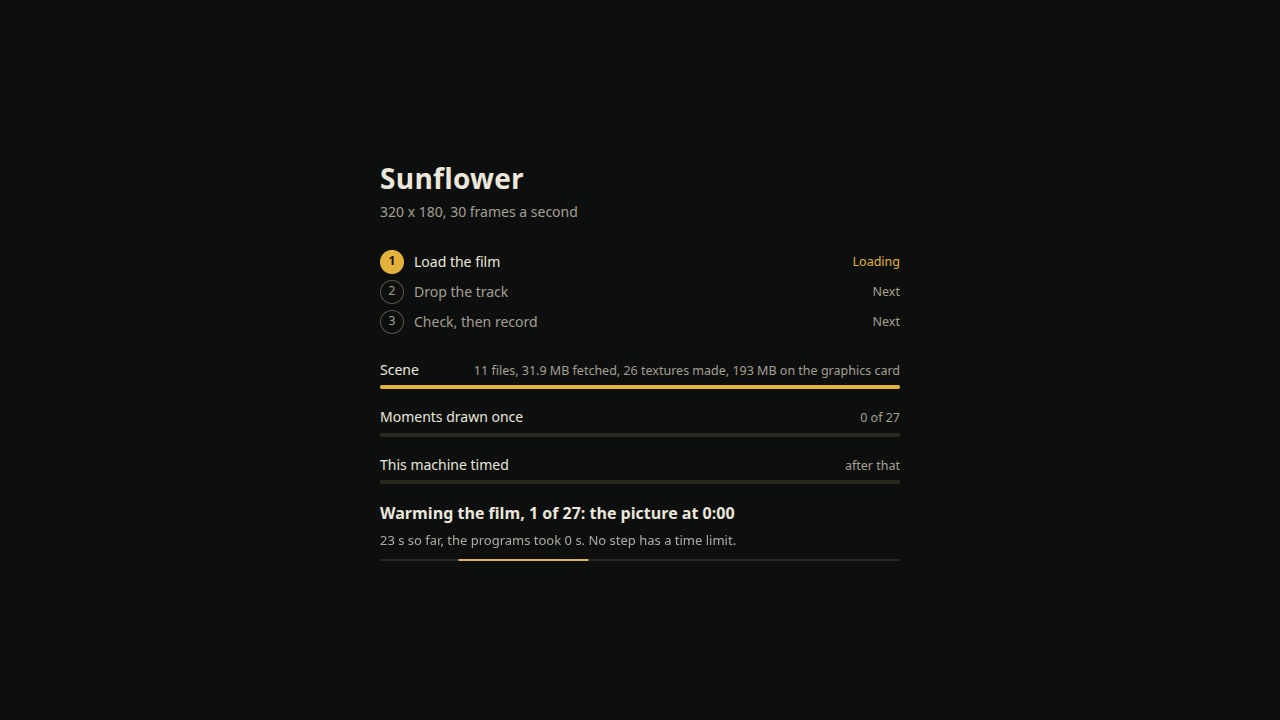 Sunflower
320 x 180, 30 frames a second
1 Load the film Loading
2 Drop the track Next
3 Check, then record Next
Scene 11 files, 31.9 MB fetched, 26 textures made, 193 MB on the graphics card
Moments drawn once 0 of 27
This machine timed after that
Warming the film, 1 of 27: the picture at 0:00
23 s so far, the programs took 0 s. No step has a time limit.